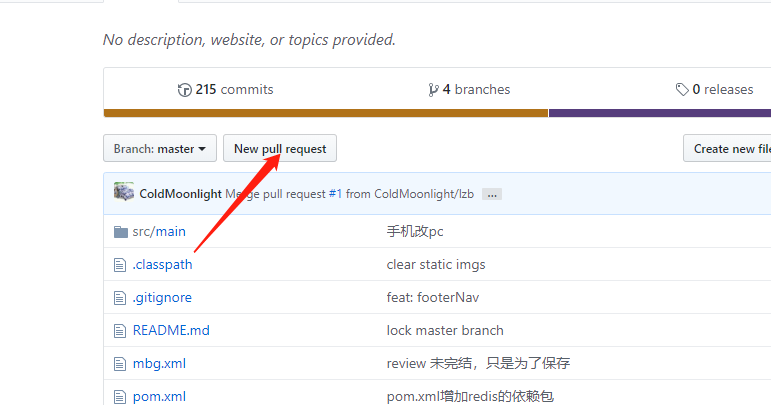 No description, website, or topics provided.
215 commits 4 branches 0 releases
Branch: master New pull request Create new file
ColdMoonlight Merge pull request #1 from ColdMoonlight/lzb ...
src/main 手机改pc
.classpath clear static imgs
.gitignore feat: footerNav
README.md lock master branch
mbg.xml review 未完结，只是为了保存
pom.xml pom.xml增加redis的依赖包